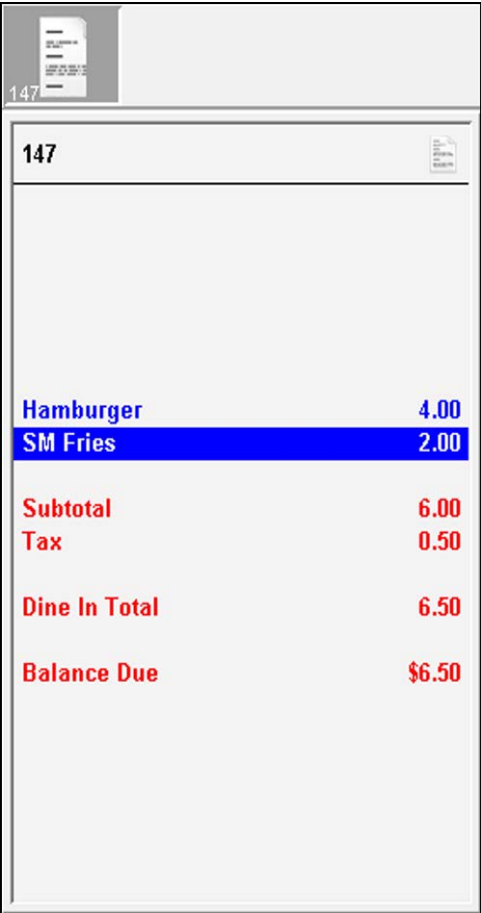 147
147
Hamburger 4.00
SM Fries 2.00
Subtotal 6.00
Tax 0.50
Dine In Total 6.50
Balance Due $6.50